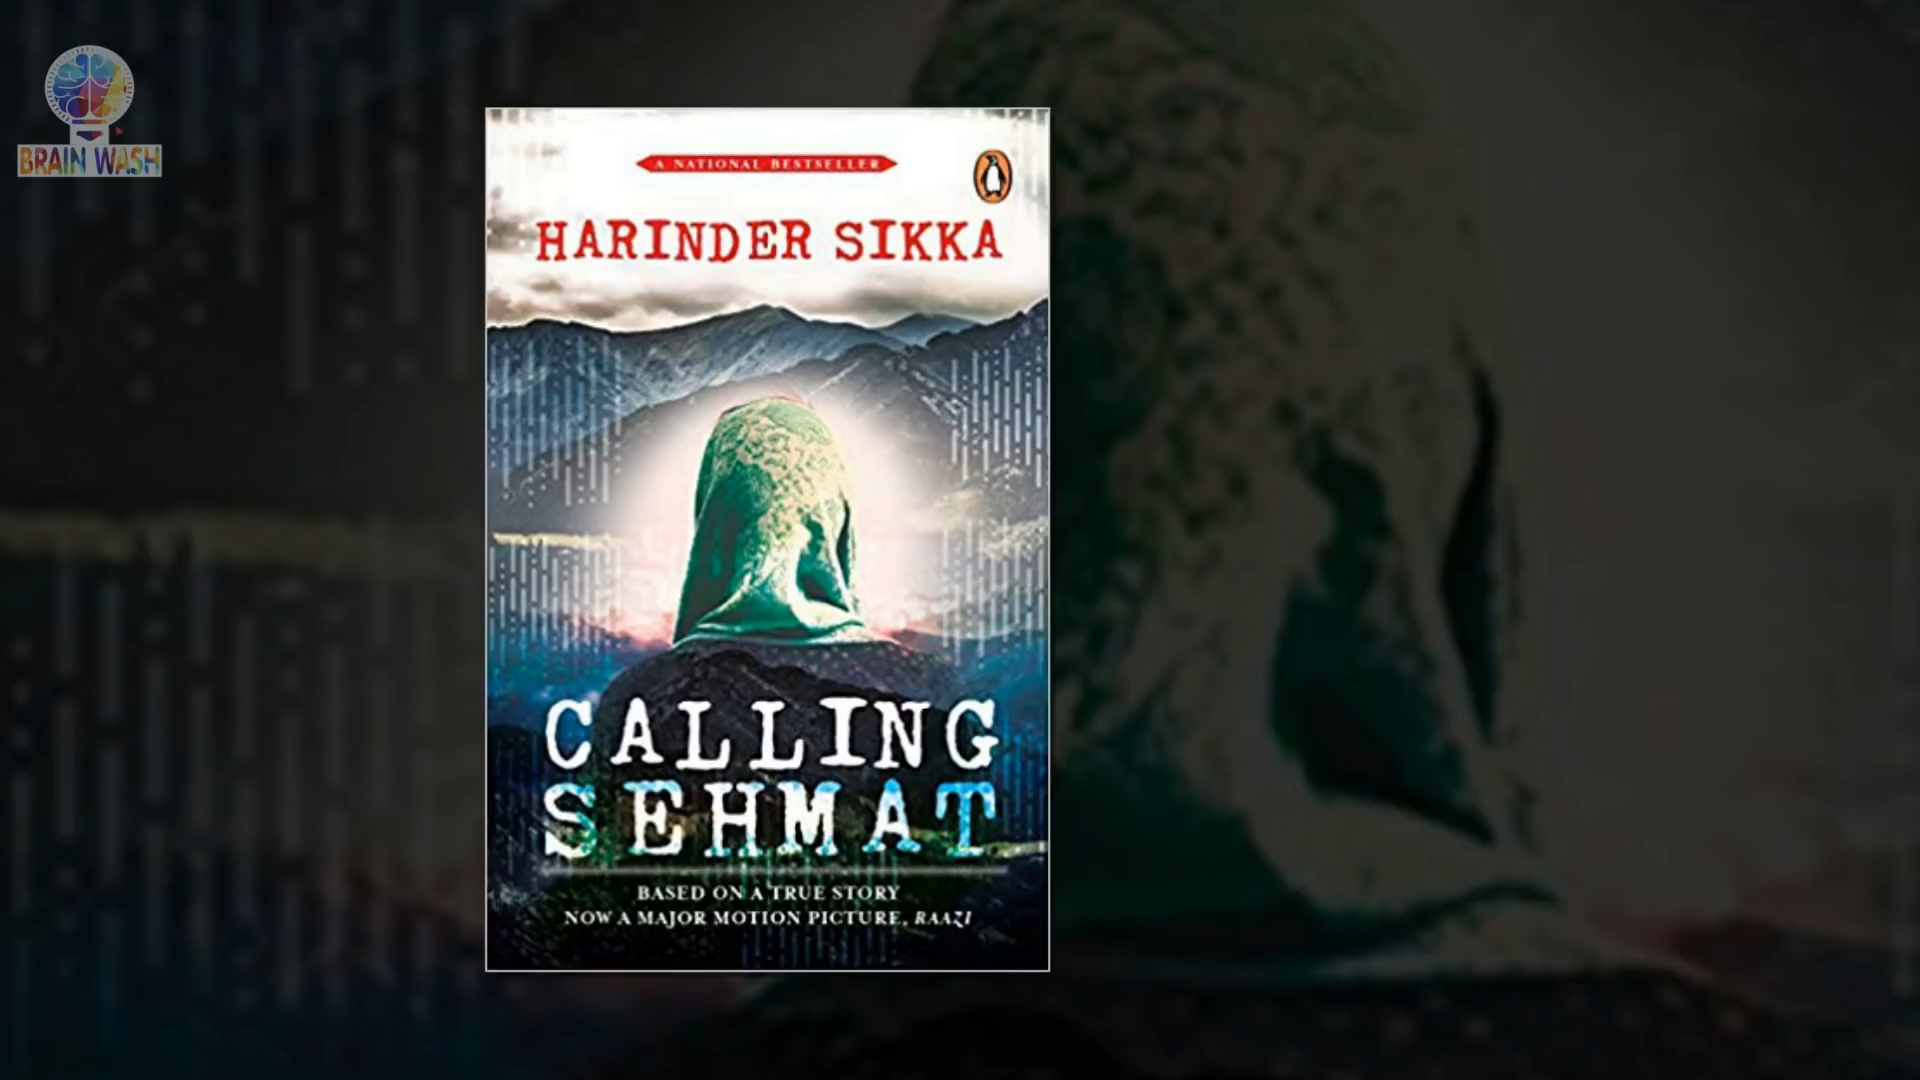 BRAIN WASH
A NATIONAL BESTSELLER
HARINDER SIKKA
CALLING
SEHMAT
BASED ON A TRUE STORY
NOW A MAJOR MOTION PICTURE, RAAZI